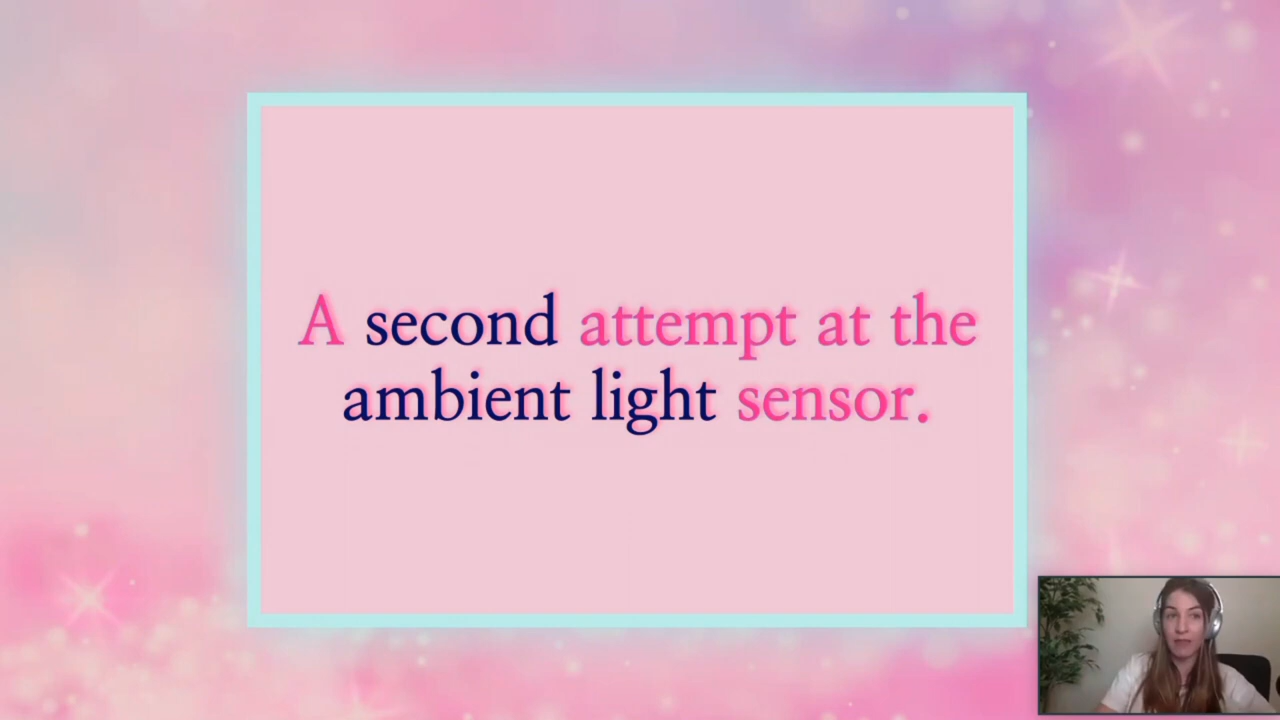 A second attempt at the
ambient light sensor.